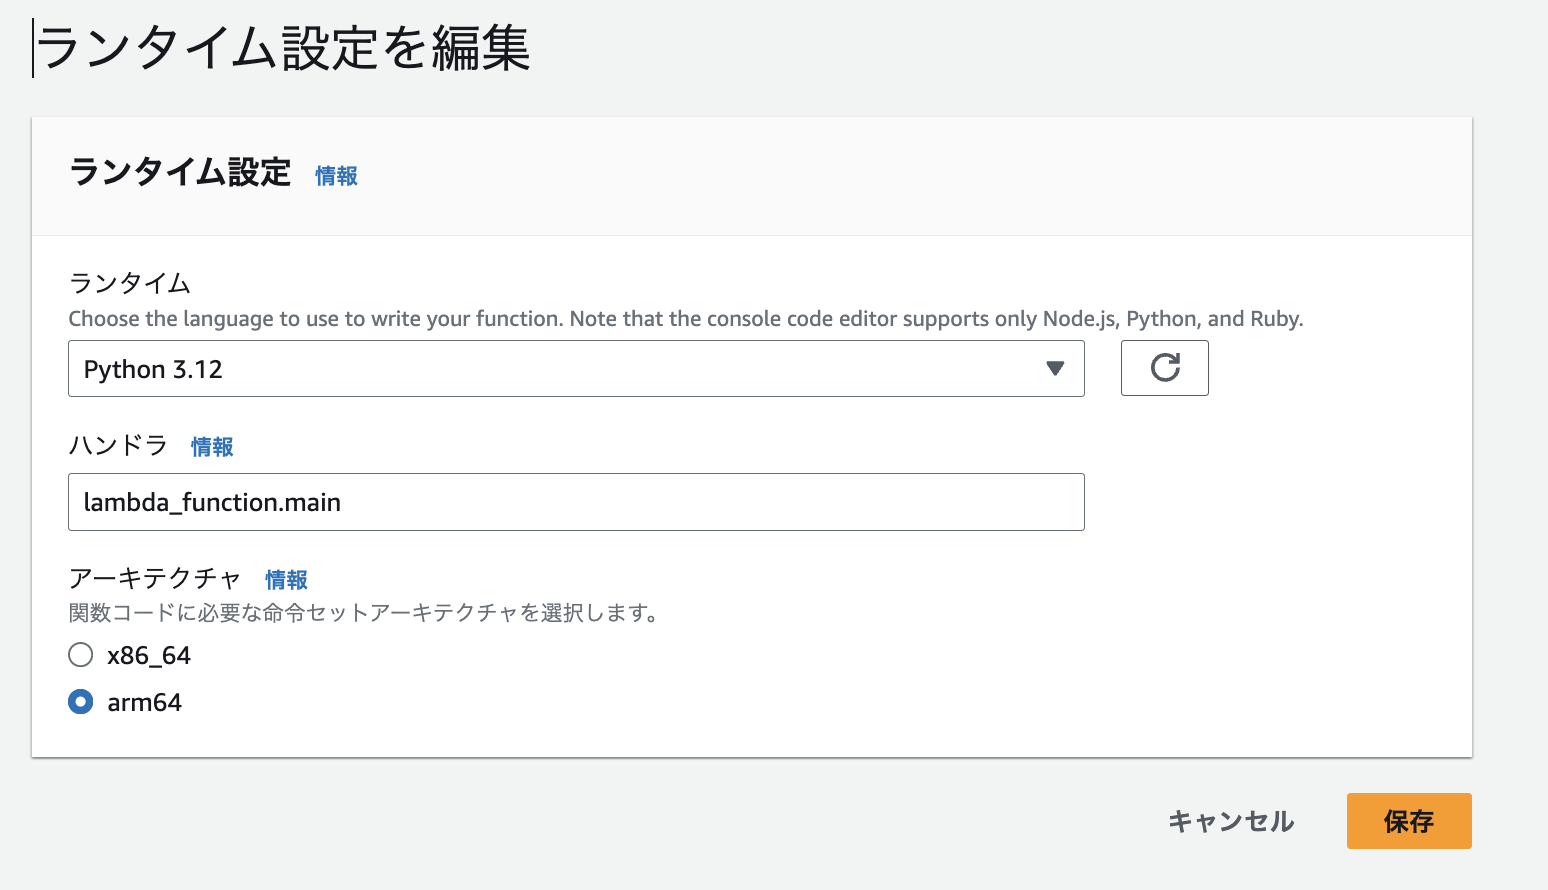 ランタイム設定を編集
ランタイム設定 情報
ランタイム
Choose the language to use to write your function. Note that the console code editor supports only Node.js, Python, and Ruby.
Python 3.12
ハンドラ 情報
lambda_function.main
アーキテクチャ 情報
関数コードに必要な命令セットアーキテクチャを選択します。
x86_64
arm64
キャンセル 保存